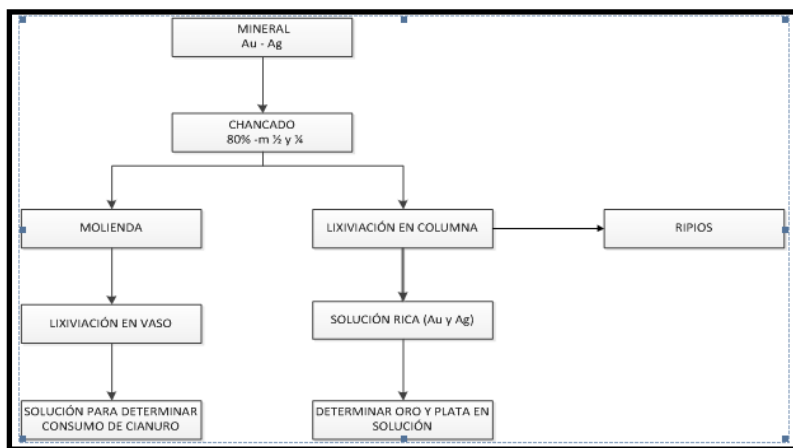 MINERAL
Au - Ag
CHANCADO
80% -m ½ y ¼
MOLIENDA
LIXIVIACIÓN EN COLUMNA
RIPIOS
LIXIVIACIÓN EN VASO
SOLUCIÓN RICA (Au y Ag)
SOLUCIÓN PARA DETERMINAR
CONSUMO DE CIANURO
DETERMINAR ORO Y PLATA EN
SOLUCIÓN